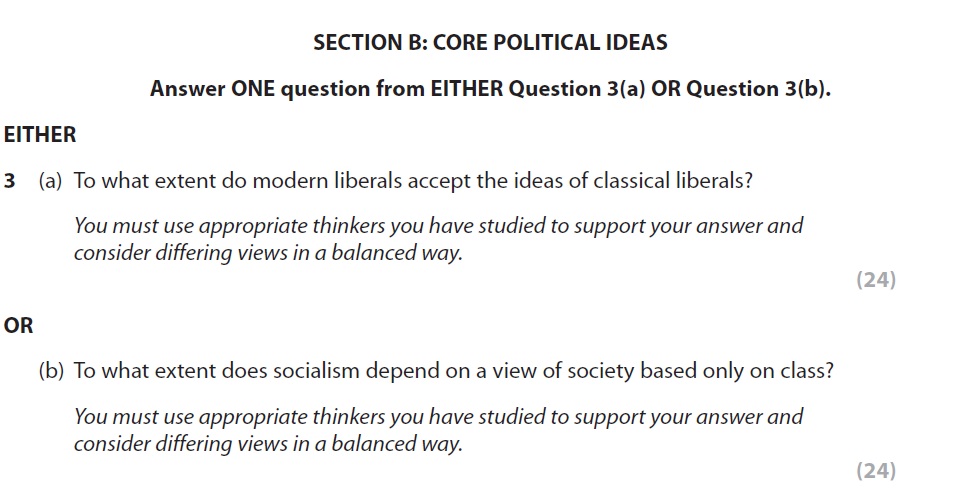 SECTION B: CORE POLITICAL IDEAS
Answer ONE question from EITHER Question 3(a) OR Question 3(b).
EITHER
3 (a) To what extent do modern liberals accept the ideas of classical liberals?
You must use appropriate thinkers you have studied to support your answer and
consider differing views in a balanced way.
(24)
OR
(b) To what extent does socialism depend on a view of society based only on class?
You must use appropriate thinkers you have studied to support your answer and
consider differing views in a balanced way.
(24)